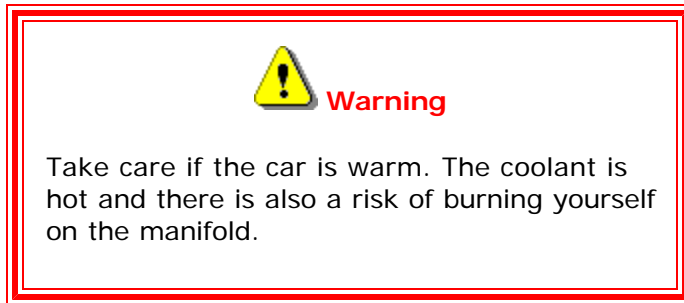 Warning
Take care if the car is warm. The coolant is
hot and there is also a risk of burning yourself
on the manifold.